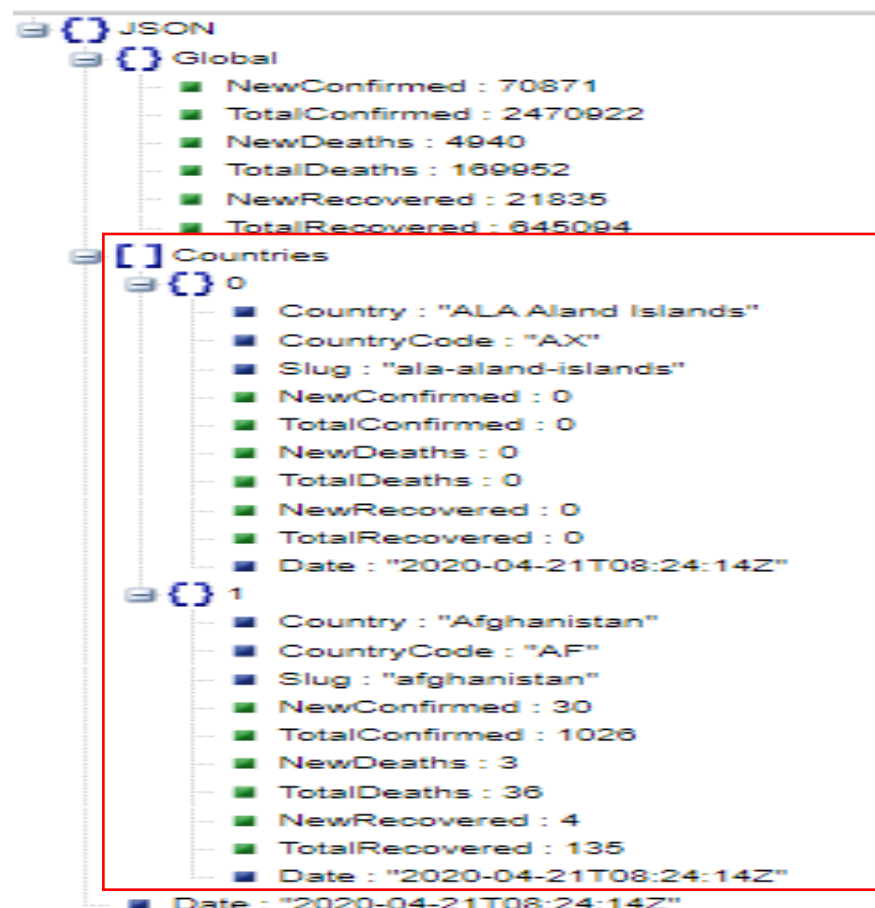 JSON
Global
NewConfirmed : 70871
TotalConfirmed : 2470922
NewDeaths : 4940
TotalDeaths : 169952
NewRecovered : 21835
TotalRecovered : 645094
Countries
0
Country : "ALA Aland Islands"
CountryCode : "AX"
Slug : "ala-aland-islands"
NewConfirmed : 0
TotalConfirmed : 0
NewDeaths : 0
TotalDeaths : 0
NewRecovered : 0
TotalRecovered : 0
Date : "2020-04-21T08:24:14Z"
1
Country : "Afghanistan"
CountryCode : "AF"
Slug : "afghanistan"
NewConfirmed : 30
TotalConfirmed : 1026
NewDeaths : 3
TotalDeaths : 36
NewRecovered : 4
TotalRecovered : 135
Date : "2020-04-21T08:24:14Z"
Date : "2020-04-21T08:24:14Z"